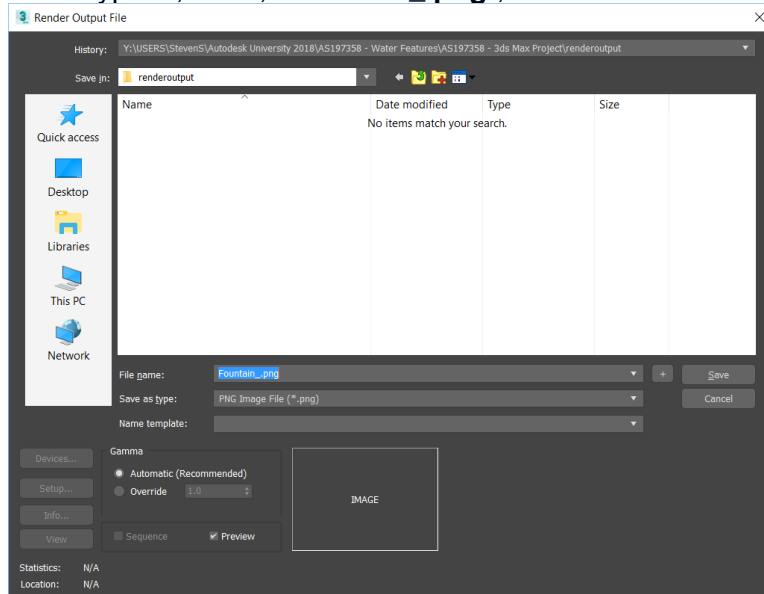 _png,
Render Output File
History: Y:\USERS\StevenS\Autodesk University 2018\AS197358 - Water Features\AS197358 - 3ds Max Project\renderoutput
Save in: renderoutput
Name Date modified Type Size
No items match your search.
Quick access
Desktop
Libraries
This PC
Network
File name: Fountain_.png + Save
Save as type: PNG Image File (*.png) Cancel
Name template:
Devices... Gamma
Automatic (Recommended)
Setup... Override 1.0
IMAGE
Info...
View Sequence Preview
Statistics: N/A
Location: N/A